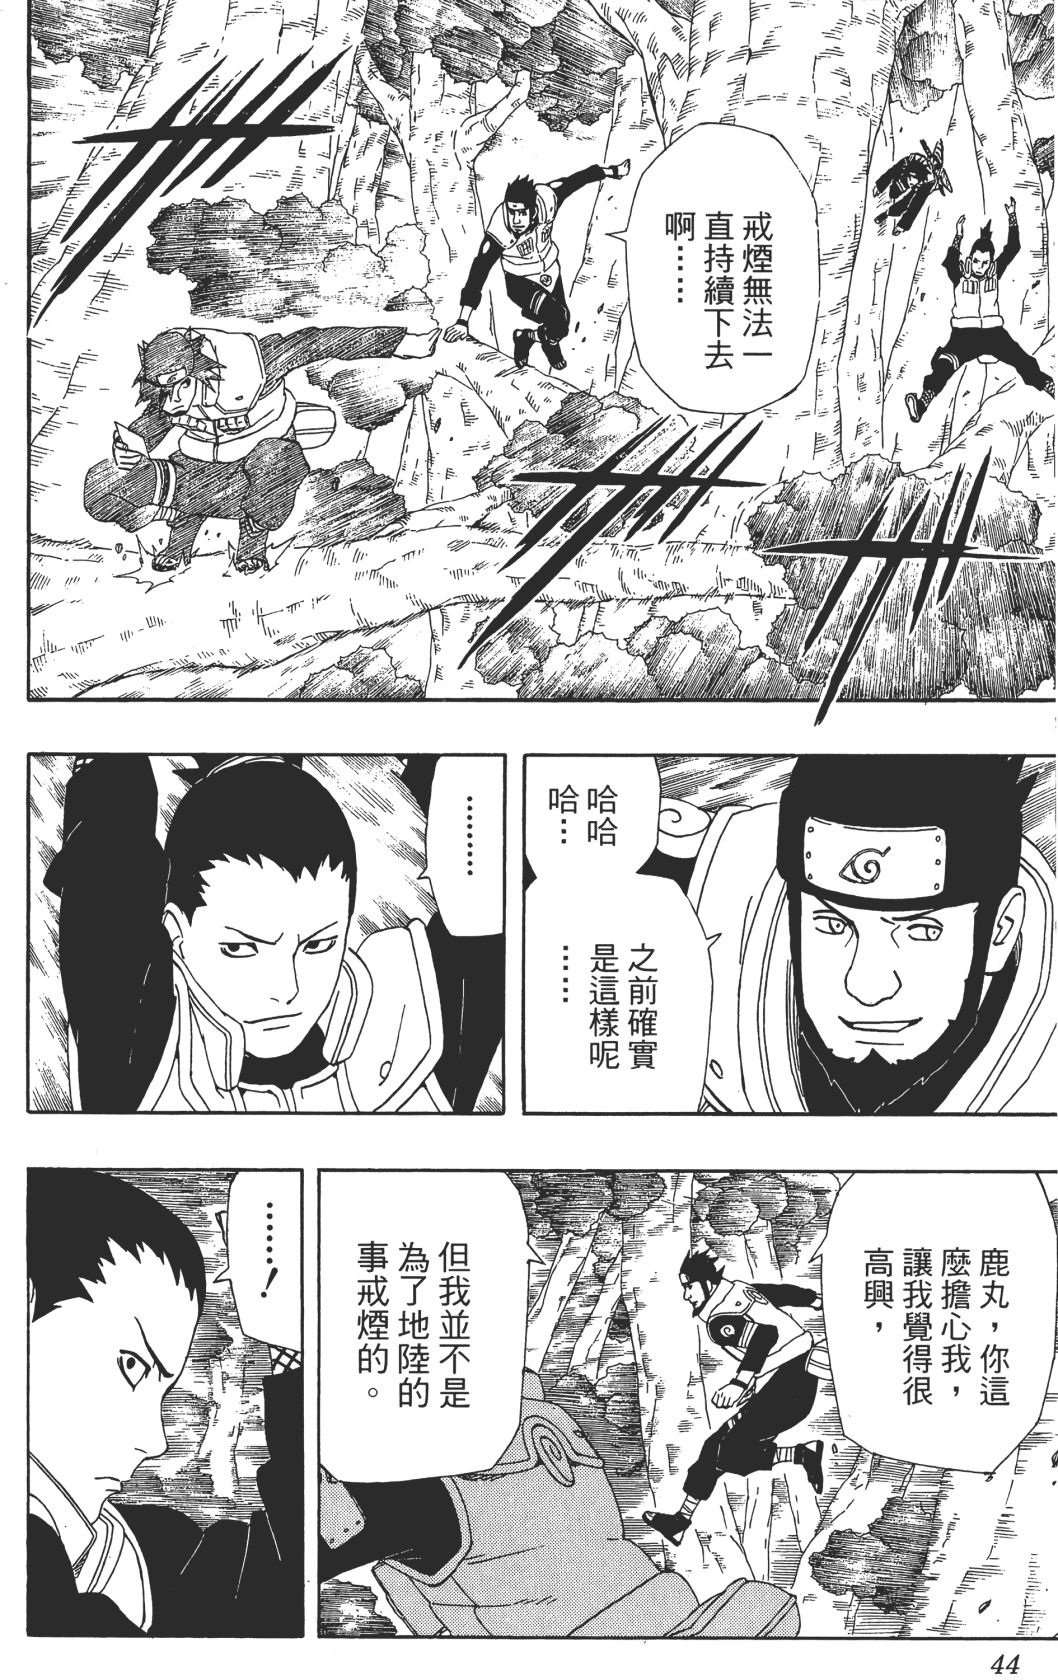 戒煙無法一
直持續下去
啊……
哈哈
哈…
之前確實
是這樣呢
……
………
鹿丸，你這
麼擔心我，
讓我覺得很
高興，
但我並不是
為了地陸的
事戒煙的。
……！
44